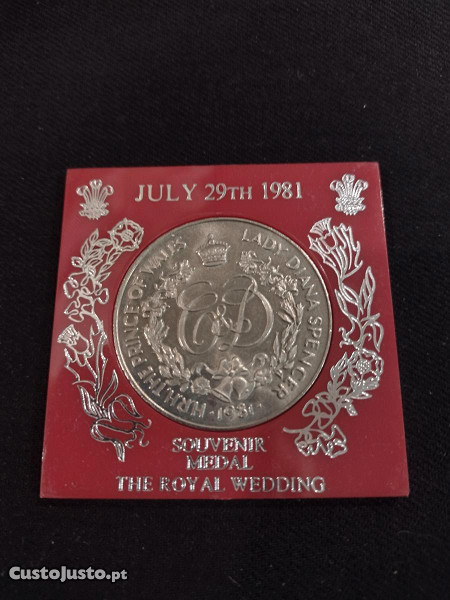 JULY 29TH 1981
H.R.H. THE PRINCE OF WALES
LADY DIANA SPENCER
C&D
·1981·
SOUVENIR
MEDAL
THE ROYAL WEDDING
CustoJusto.pt